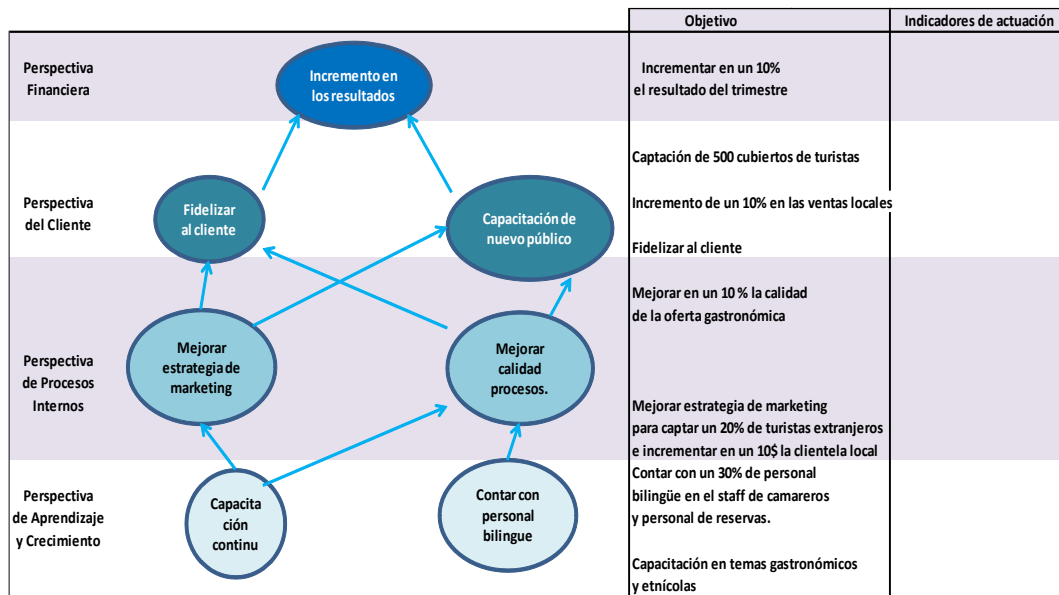 Objetivo
Indicadores de actuación
Perspectiva
Financiera
Incremento en
los resultados
Incrementar en un 10%
el resultado del trimestre
Perspectiva
del Cliente
Fidelizar
al cliente
Capacitación de
nuevo público
Captación de 500 cubiertos de turistas
Incremento de un 10% en las ventas locales
Fidelizar al cliente
Perspectiva
de Procesos
Internos
Mejorar
estrategia de
marketing
Mejorar
calidad
procesos.
Mejorar en un 10 % la calidad
de la oferta gastronómica
Mejorar estrategia de marketing
para captar un 20% de turistas extranjeros
e incrementar en un 10$ la clientela local
Perspectiva
de Aprendizaje
y Crecimiento
Capacita
ción
continu
Contar con
personal
bilingue
Contar con un 30% de personal
bilingüe en el staff de camareros
y personal de reservas.
Capacitación en temas gastronómicos
y etnícolas